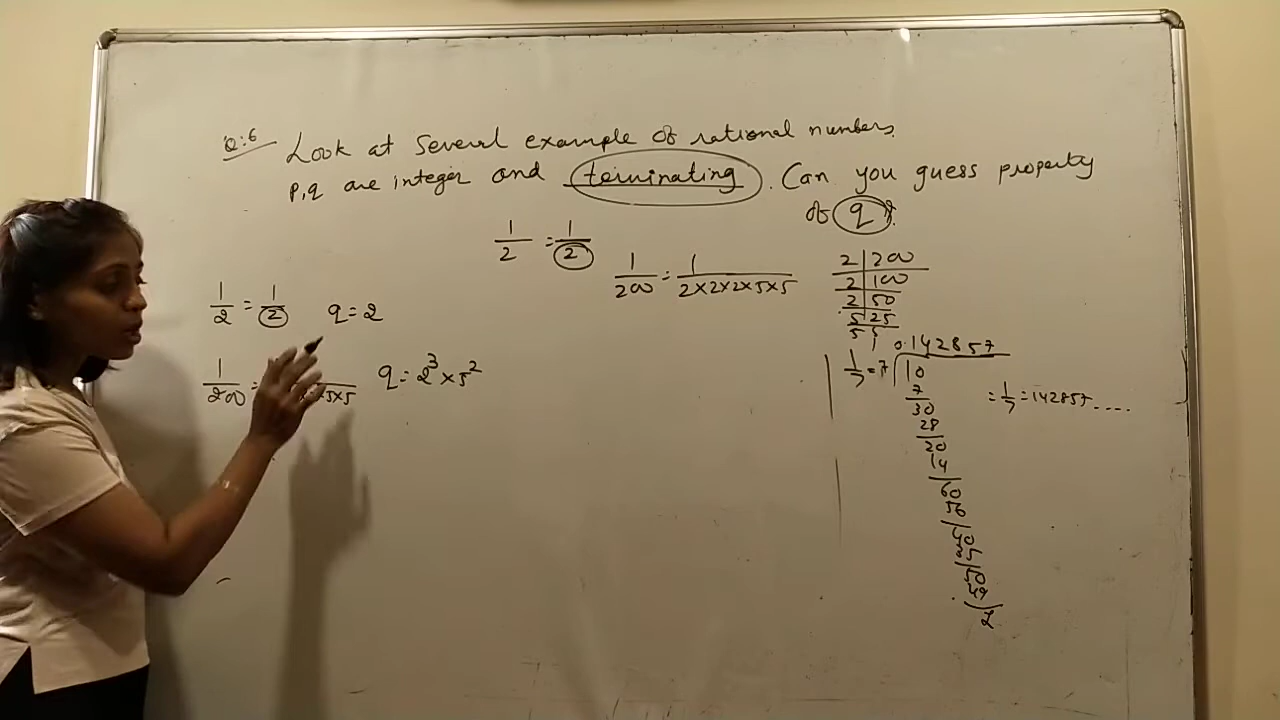 Q:6 Look at Several example of rational numbers.
P,q are integer and terminating. Can you guess property
of q?
1/2 = 1/2
1/200 = 1/2×2×2×5×5
2 | 200
2 | 100
2 | 50
5 | 25
5 | 5
1
1/2 = 1/2 q = 2
1/200 = ×5×5 q = 2³×5²
0.142857
1/7 = 7 10
7
30
28
20
14
60
56
40
35
50
49
1
= 1/7 = 142857....